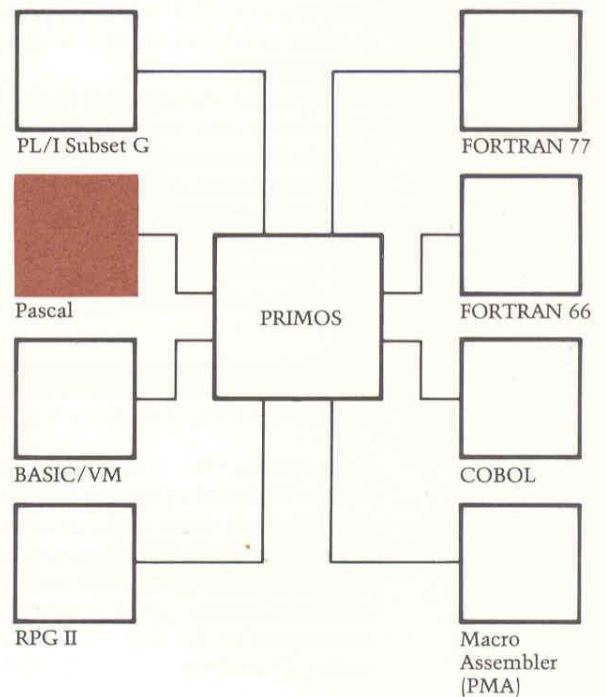 PL/I Subset G
FORTRAN 77
Pascal
PRIMOS
FORTRAN 66
BASIC/VM
COBOL
RPG II
Macro
Assembler
(PMA)